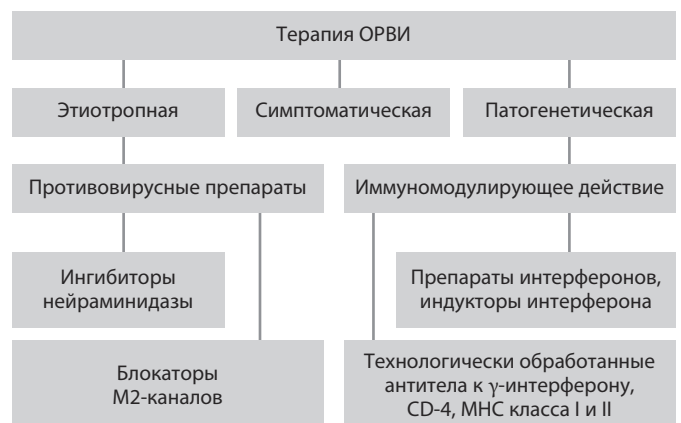 Терапия ОРВИ
Этиотропная
Симптоматическая
Патогенетическая
Противовирусные препараты
Иммуномодулирующее действие
Ингибиторы
нейраминидазы
Препараты интерферонов,
индукторы интерферона
Блокаторы
М2-каналов
Технологически обработанные
антитела к γ-интерферону,
CD-4, МНС класса I и II